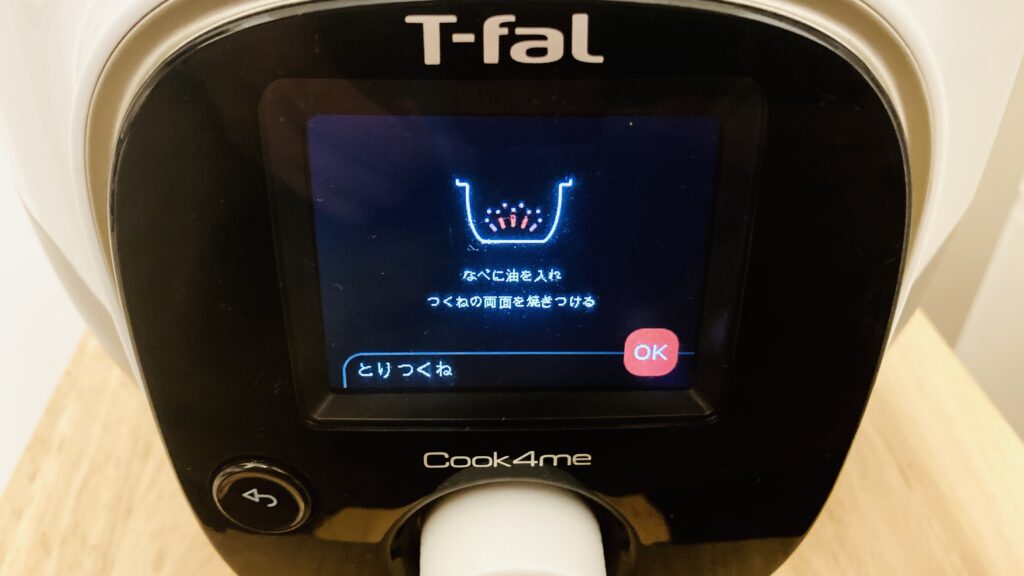 T-fal
なべに油を入れ
つくねの両面を焼きつける
OK
とりつくね
Cook4me